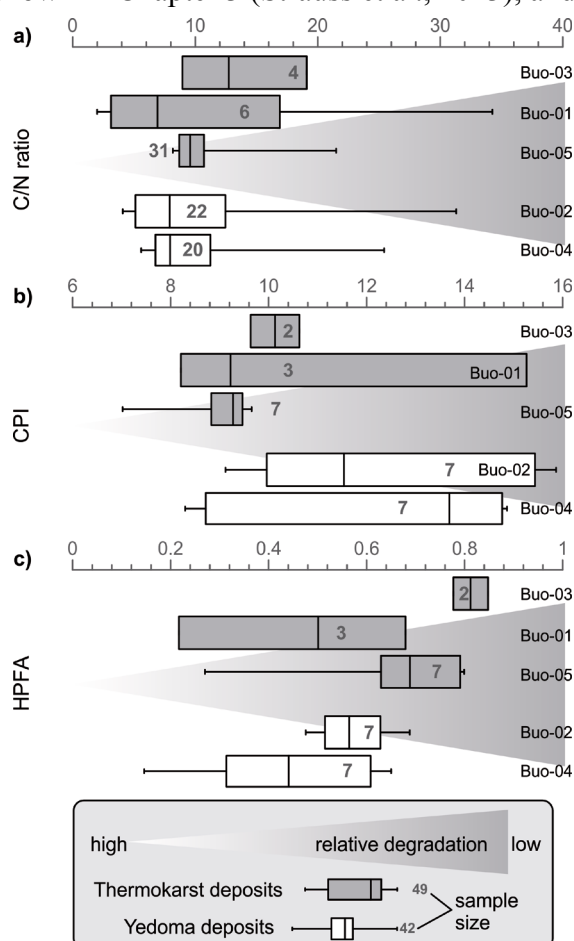 a)
0 10 20 30 40
C/N ratio
4 Buo-03
6 Buo-01
31 Buo-05
22 Buo-02
20 Buo-04
b)
6 8 10 12 14 16
CPI
2 Buo-03
3 Buo-01
7 Buo-05
7 Buo-02
7 Buo-04
c)
0 0.2 0.4 0.6 0.8 1
HPFA
2 Buo-03
3 Buo-01
7 Buo-05
7 Buo-02
7 Buo-04
high relative degradation low
Thermokarst deposits 49
sample
size
Yedoma deposits 42